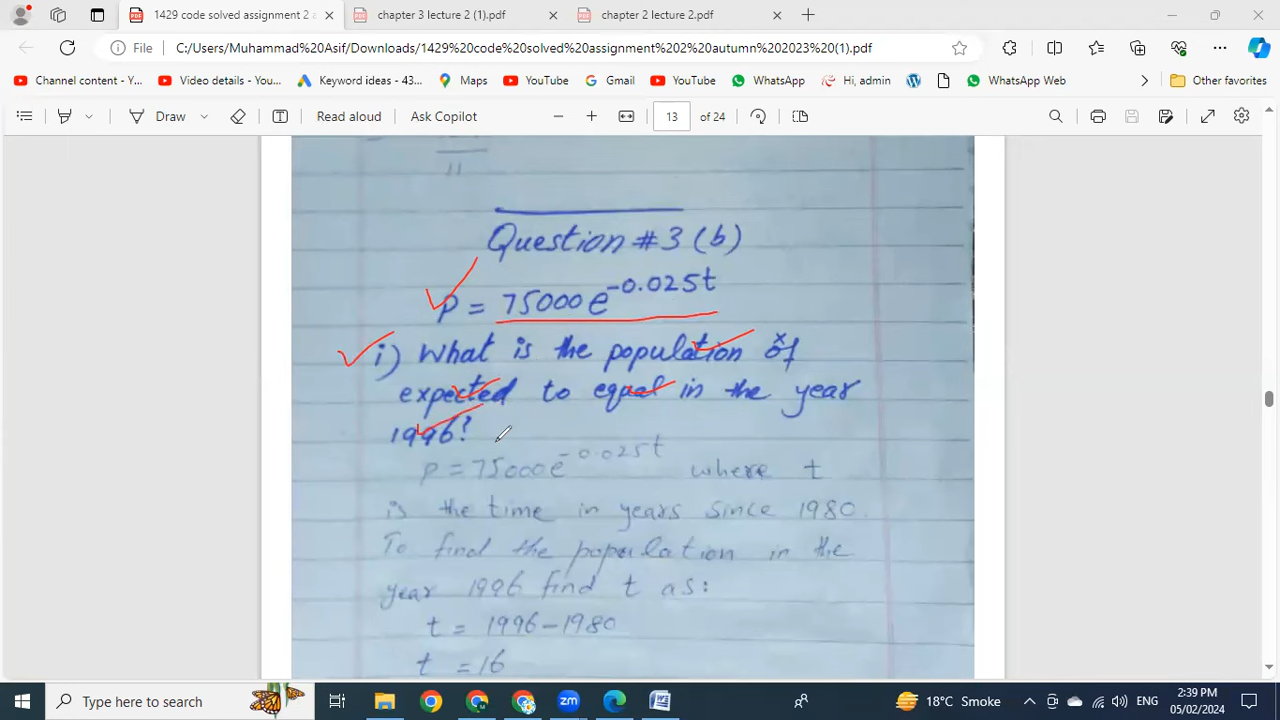 1429 code solved assignment 2 a
chapter 3 lecture 2 (1).pdf
chapter 2 lecture 2.pdf
File
C:/Users/Muhammad%20Asif/Downloads/1429%20code%20solved%20assignment%202%20autumn%202023%20(1).pdf
Channel content - Y...
Video details - You...
Keyword ideas - 43...
Maps
YouTube
Gmail
YouTube
WhatsApp
Hi, admin
WhatsApp Web
Other favorites
Draw
Read aloud
Ask Copilot
13
of 24
11
Question #3 (b)
P = 75000e^-0.025t
i) What is the population of
expected to equal in the year
1996?
P = 75000e^-0.025t where t
is the time in years since 1980.
To find the population in the
year 1996 find t as:
t = 1996-1980
t = 16
Type here to search
18°C Smoke
ENG
2:39 PM
05/02/2024